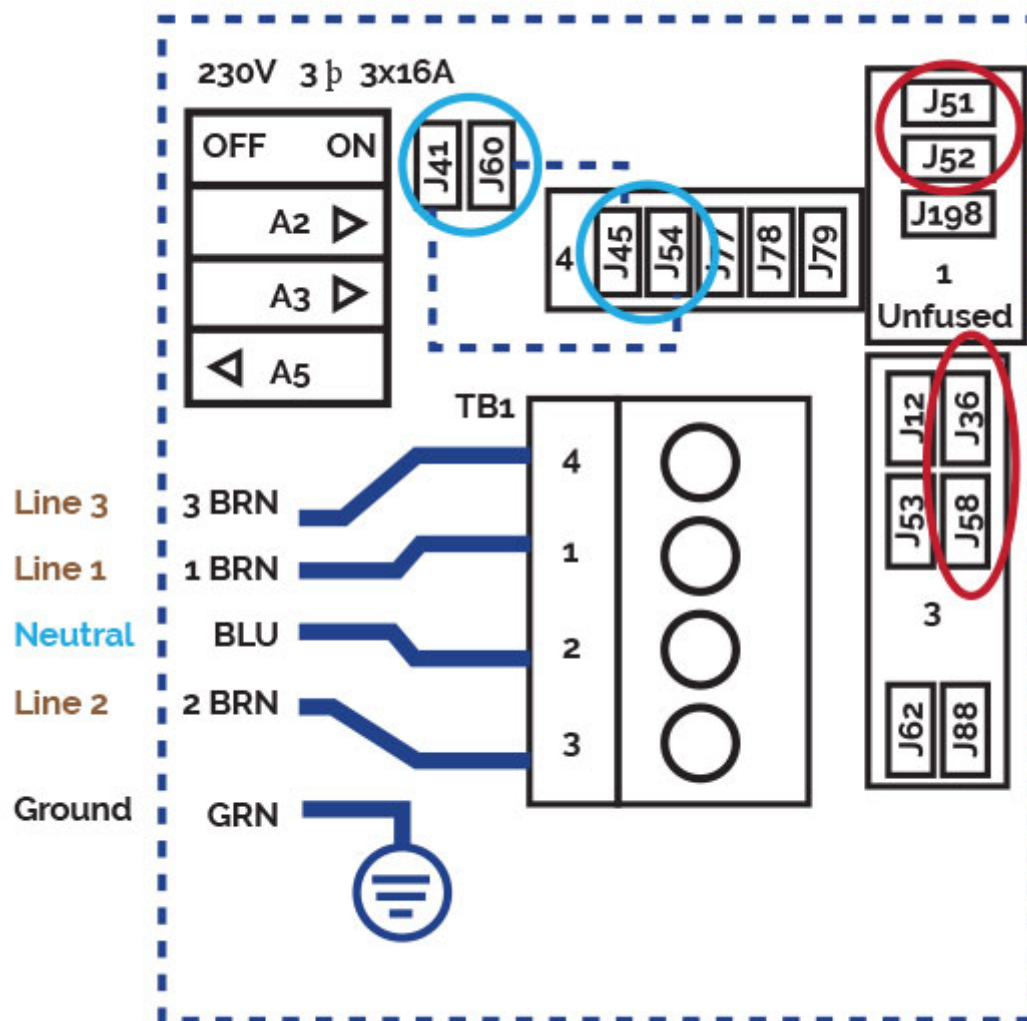 230V 3 þ 3x16A
OFF ON
A2
A3
A5
J41
J60
4
J45
J54
J77
J78
J79
J51
J52
J198
1
Unfused
J12
J36
J53
J58
3
J62
J88
TB1
4
1
2
3
Line 3 3 BRN
Line 1 1 BRN
Neutral BLU
Line 2 2 BRN
Ground GRN